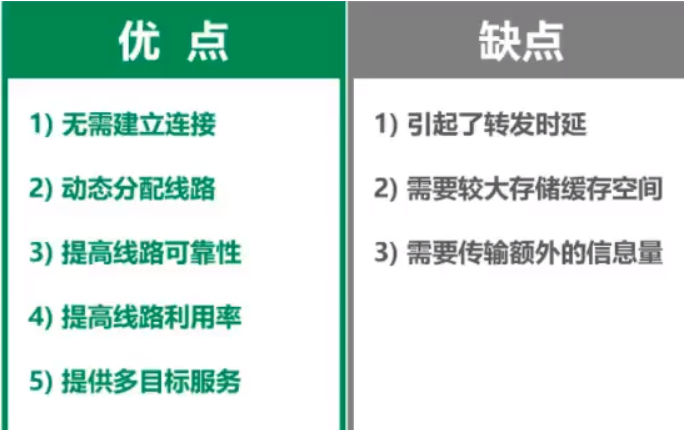 优 点
1) 无需建立连接
2) 动态分配线路
3) 提高线路可靠性
4) 提高线路利用率
5) 提供多目标服务
缺点
1) 引起了转发时延
2) 需要较大存储缓存空间
3) 需要传输额外的信息量